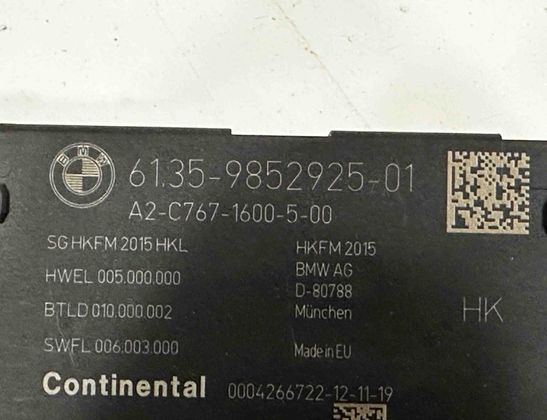 BMW
61.35-9852925-01
A2-C767-1600-5-00
SG HKFM 2015 HKL
HWEL 005.000.000
BTLD 010.000.002
SWFL 006.003.000
HKFM 2015
BMW AG
D-80788
München
Made in EU
HK
Continental 0004266722-12-11-19